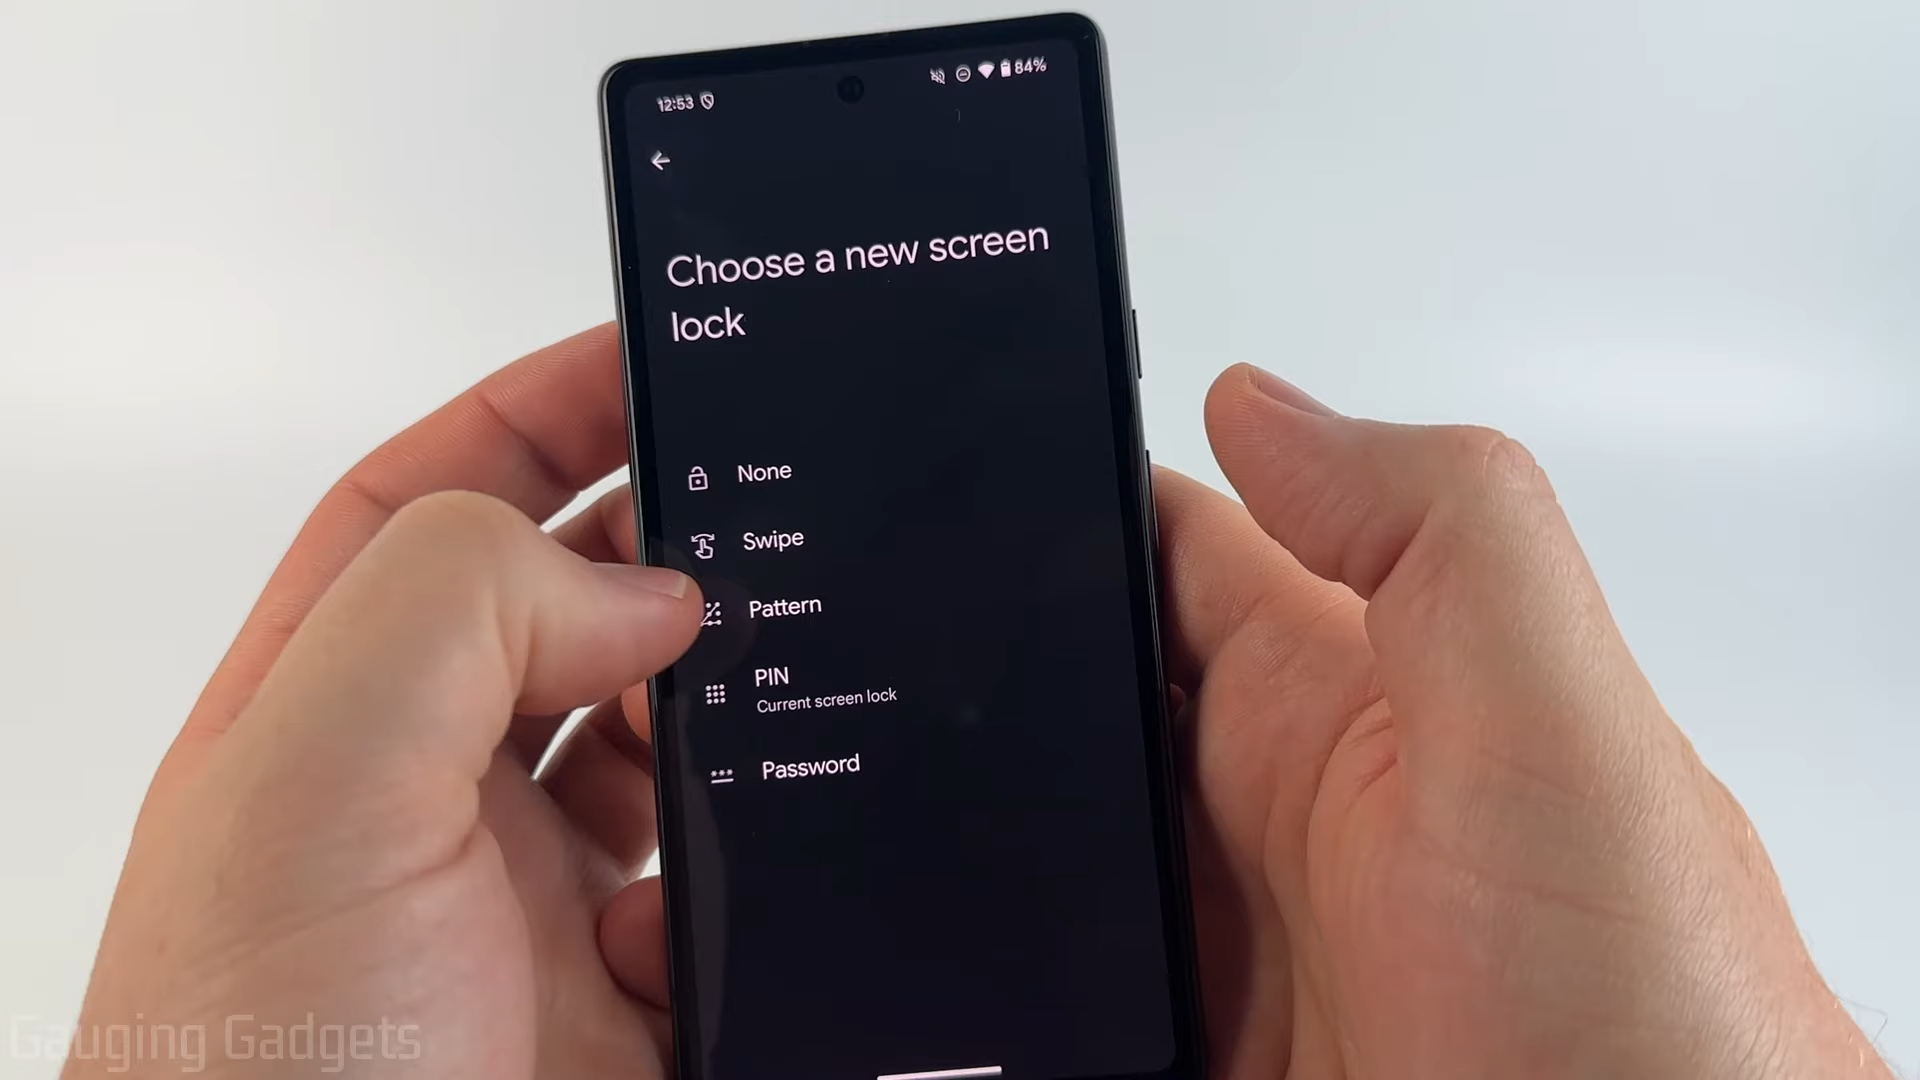 12:53
84%
Choose a new screen
lock
None
Swipe
Pattern
PIN
Current screen lock
Password
Gauging Gadgets